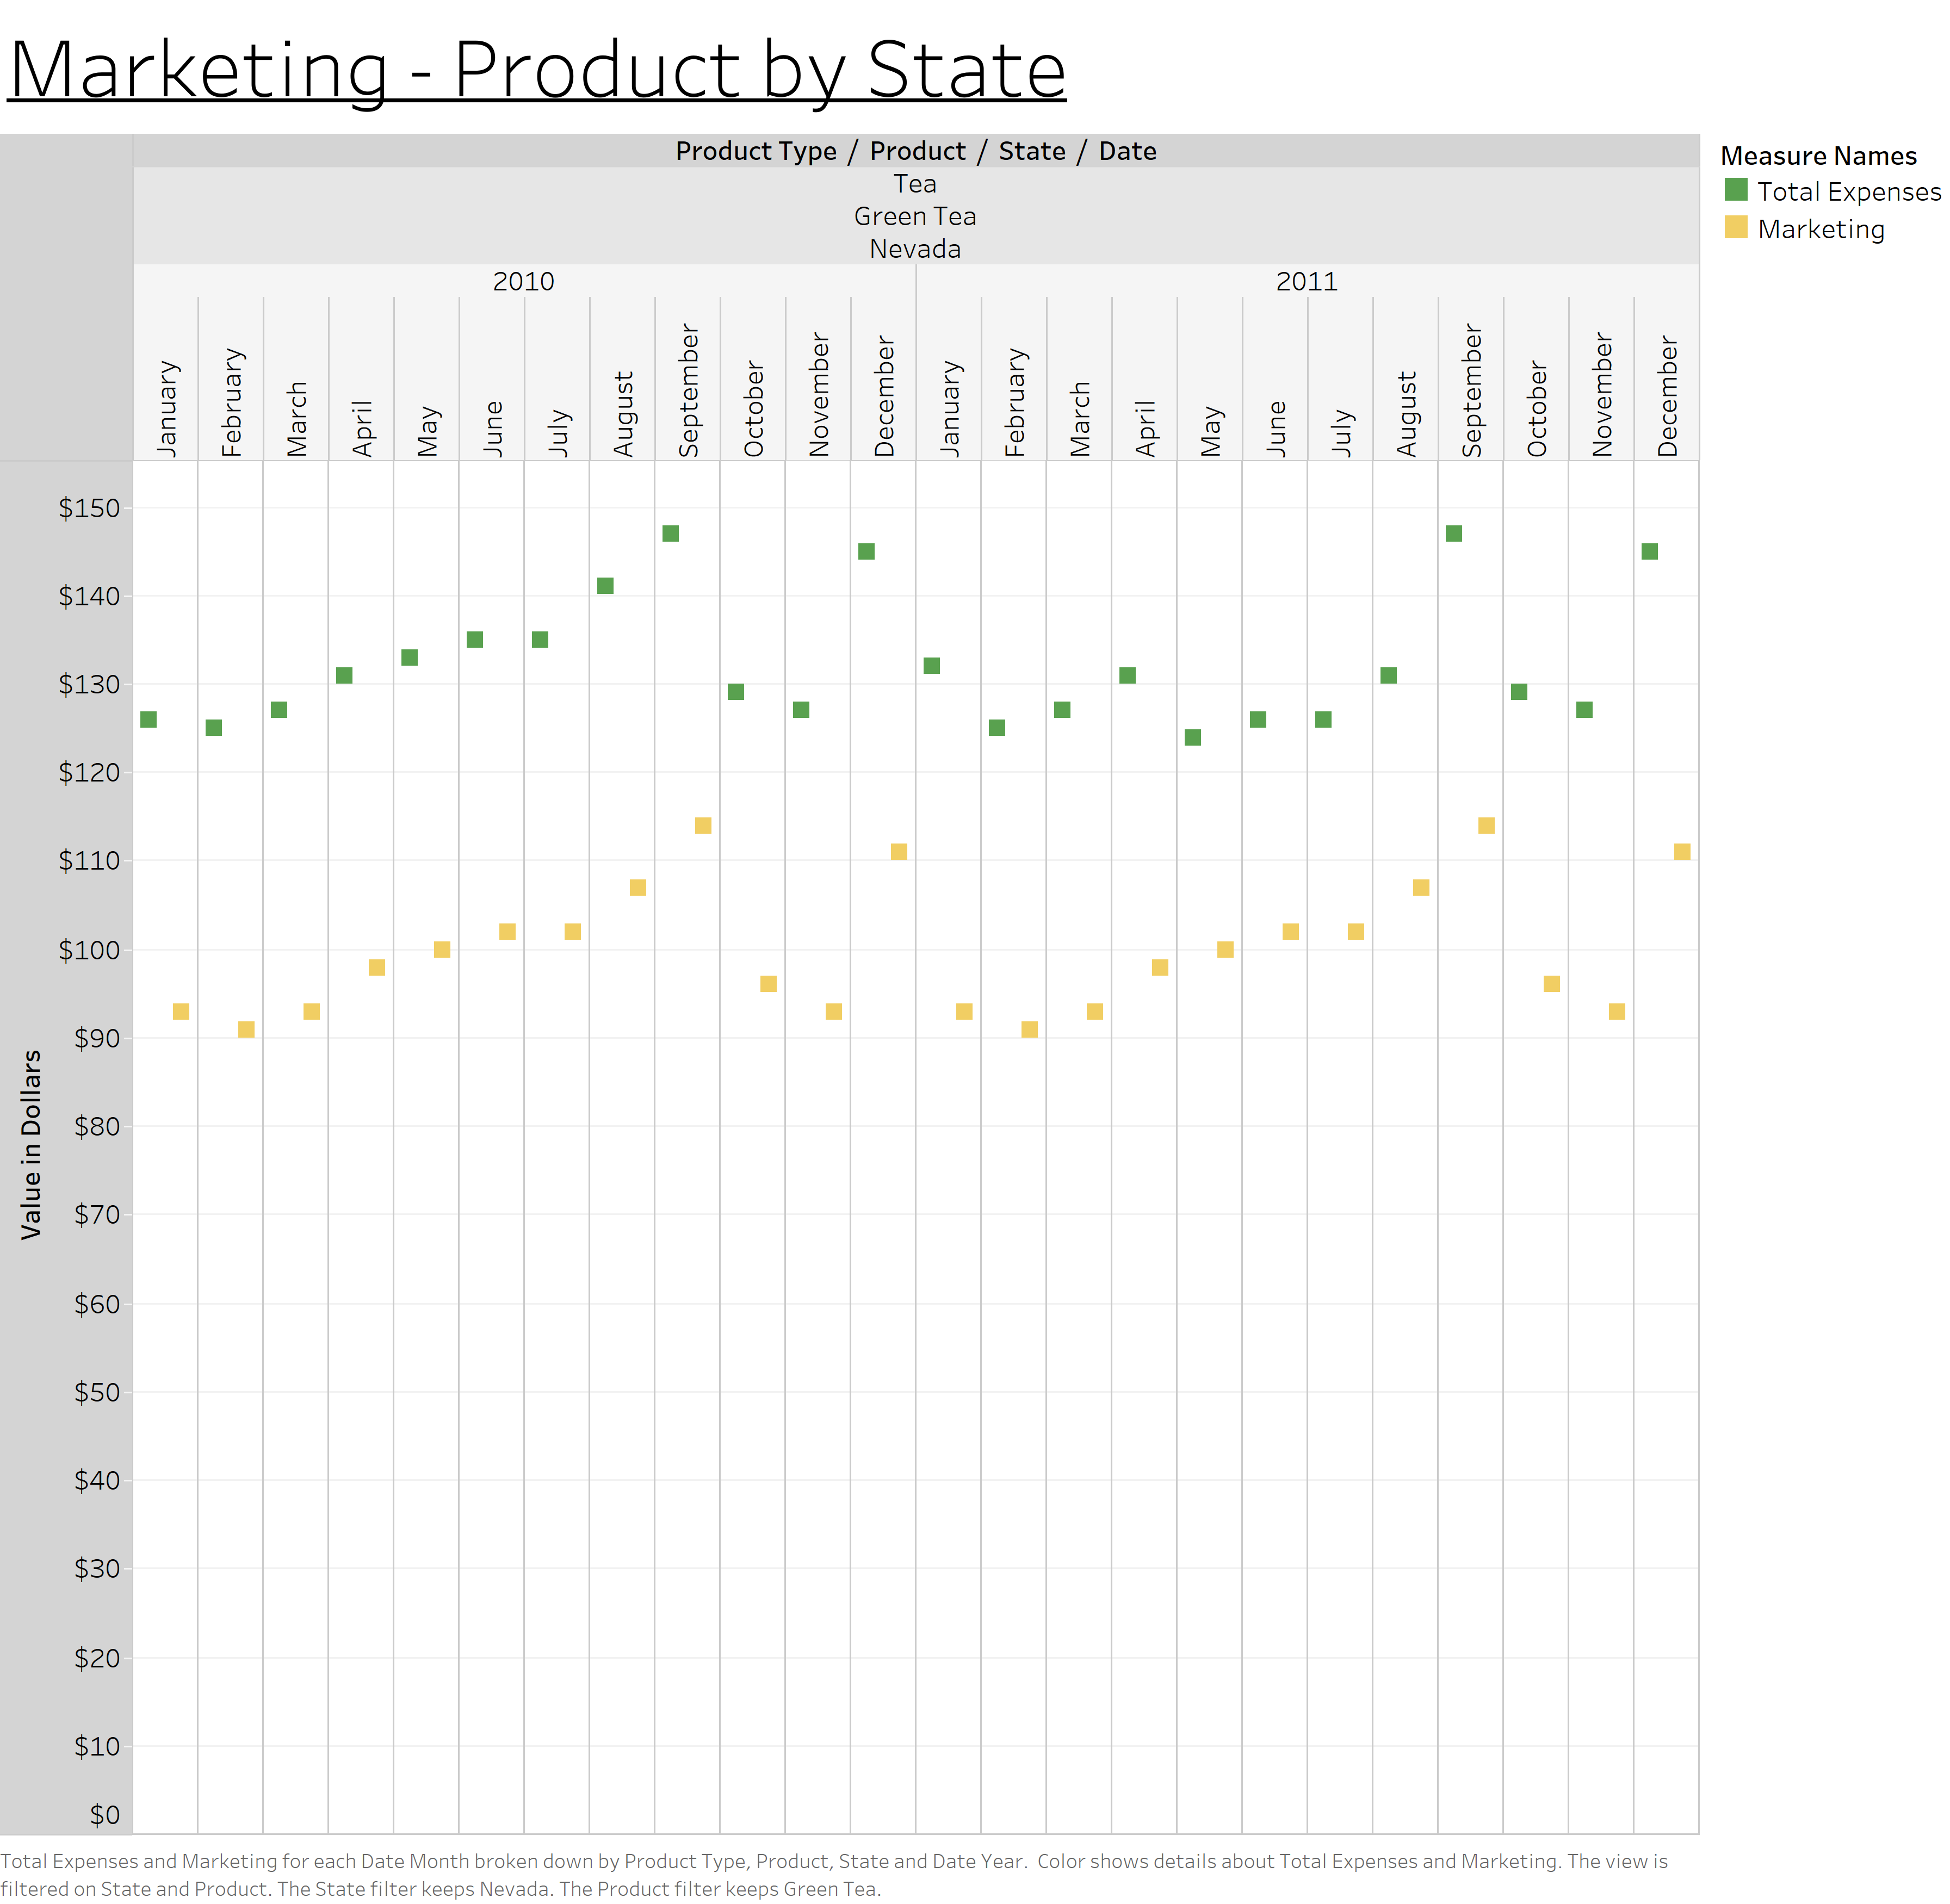 Marketing - Product by State
Product Type / Product / State / Date
Tea
Green Tea
Nevada
2010
2011
January
February
March
April
May
June
July
August
September
October
November
December
January
February
March
April
May
June
July
August
September
October
November
December
Value in Dollars
$150
$140
$130
$120
$110
$100
$90
$80
$70
$60
$50
$40
$30
$20
$10
$0
Measure Names
Total Expenses
Marketing
Total Expenses and Marketing for each Date Month broken down by Product Type, Product, State and Date Year.  Color shows details about Total Expenses and Marketing. The view is
filtered on State and Product. The State filter keeps Nevada. The Product filter keeps Green Tea.